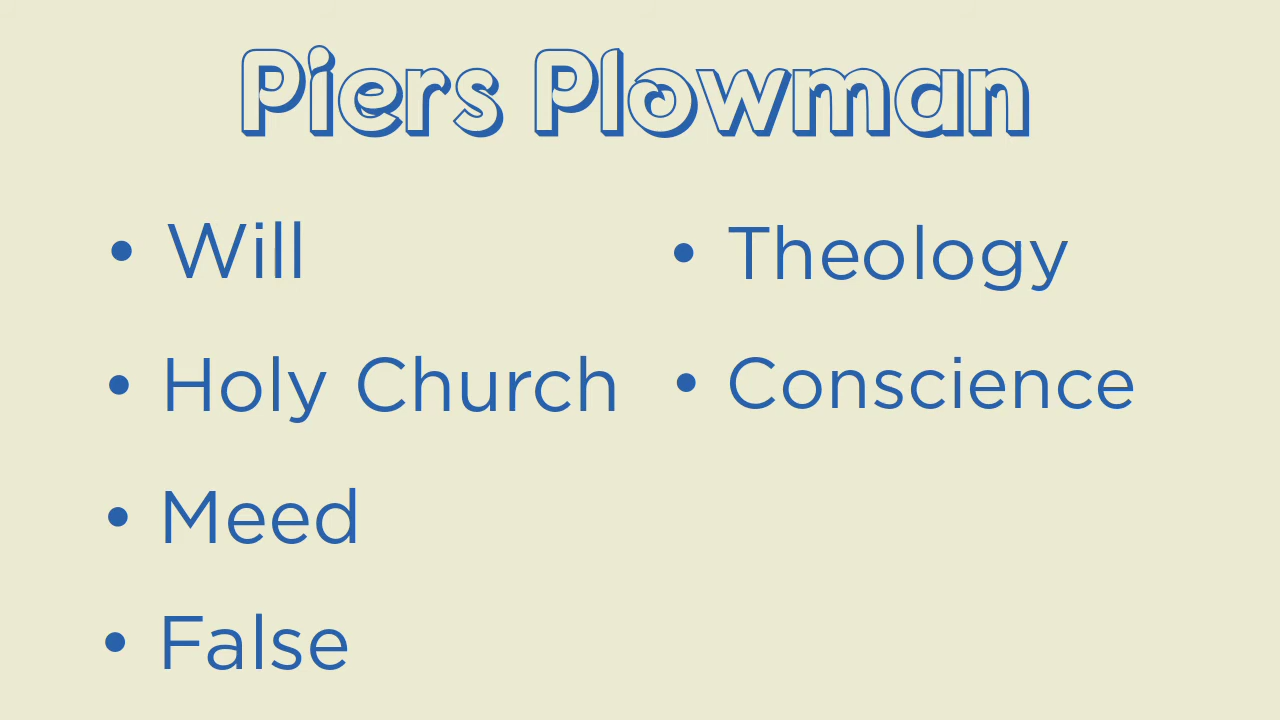 Piers Plowman
• Will
• Holy Church
• Meed
• False
• Theology
• Conscience